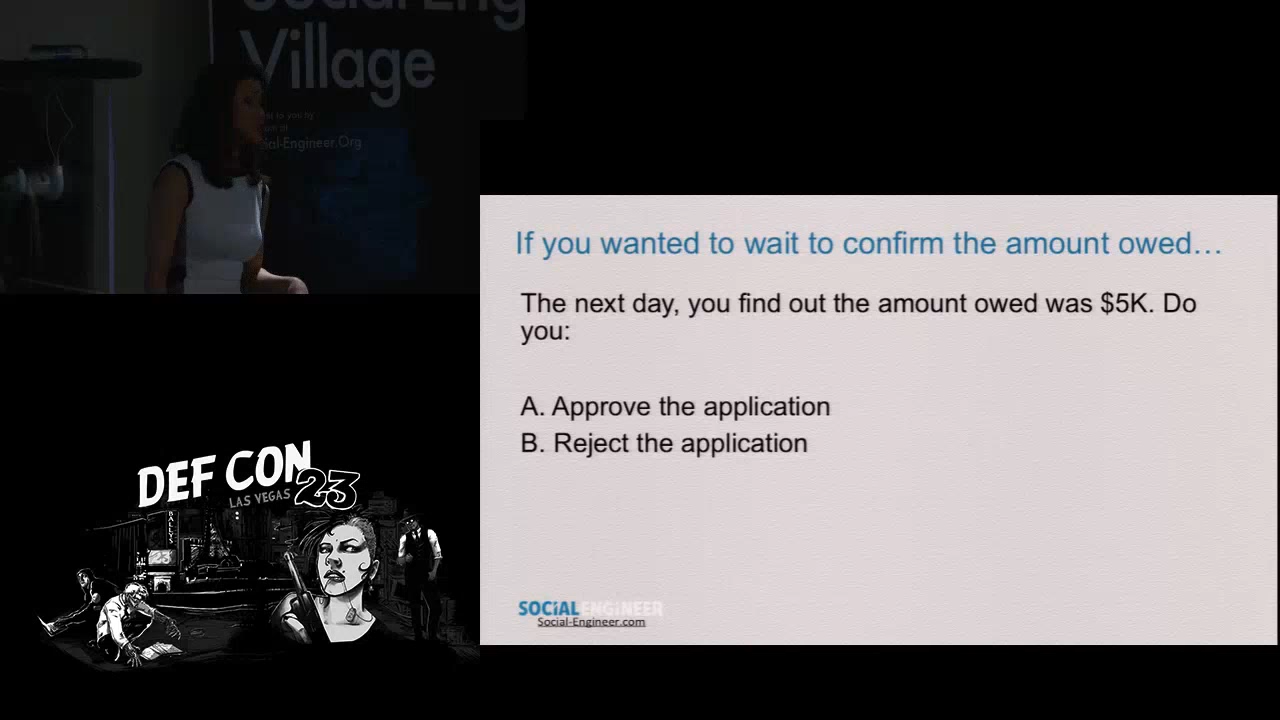 Village
Social-Engineer.Org
If you wanted to wait to confirm the amount owed…
The next day, you find out the amount owed was $5K. Do
you:
A. Approve the application
B. Reject the application
SOCIAL ENGINEER
Social-Engineer.com
DEF CON
23
LAS VEGAS
BALLYS
23